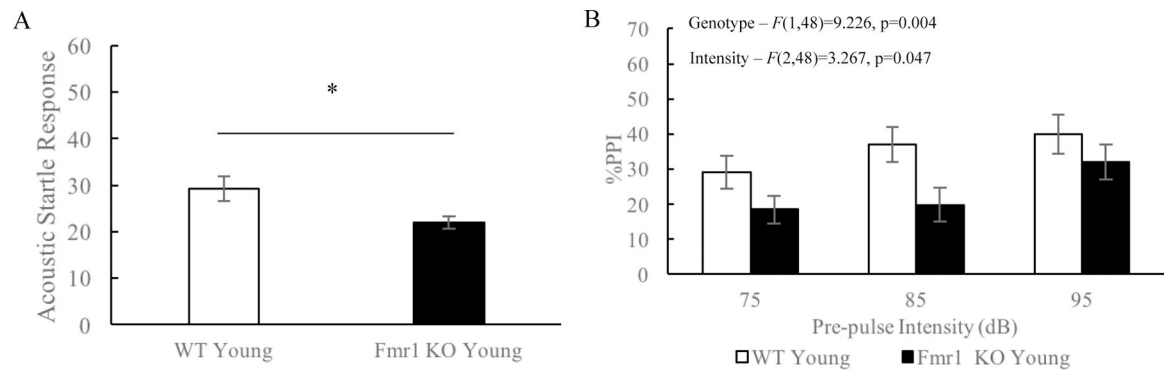 A
Acoustic Startle Response
60
50
40
30
20
10
0
*
WT Young
Fmr1 KO Young
B
Genotype – F(1,48)=9.226, p=0.004
Intensity – F(2,48)=3.267, p=0.047
%PPI
70
60
50
40
30
20
10
0
75
85
95
Pre-pulse Intensity (dB)
WT Young
Fmr1 KO Young